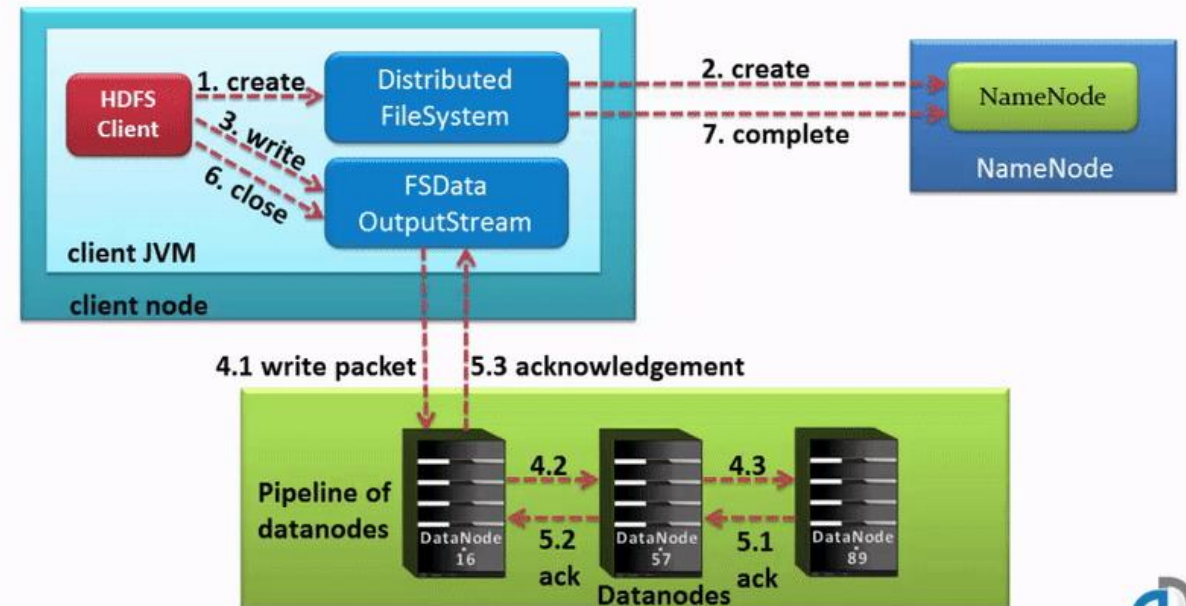 HDFS
Client
1. create
Distributed
FileSystem
2. create
NameNode
7. complete
NameNode
3. write
6. close
FSData
OutputStream
client JVM
client node
4.1 write packet
5.3 acknowledgement
Pipeline of
datanodes
4.2
4.3
DataNode
16
DataNode
57
DataNode
89
5.2
ack
5.1
ack
Datanodes